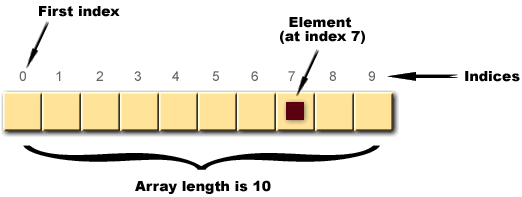 First index
Element
(at index 7)
0 1 2 3 4 5 6 7 8 9
Indices
Array length is 10